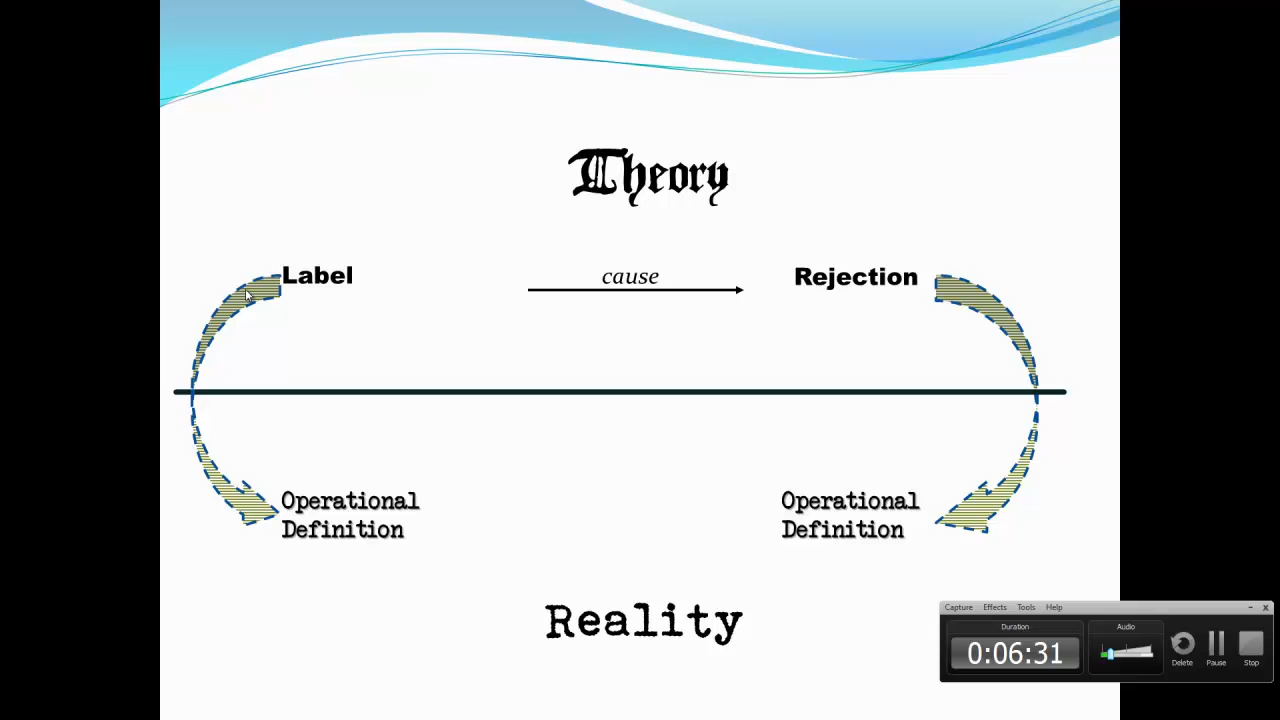 Theory
Label
cause
Rejection
Operational
Definition
Operational
Definition
Reality
Capture Effects Tools Help
Duration
Audio
0:06:31
Delete
Pause
Stop